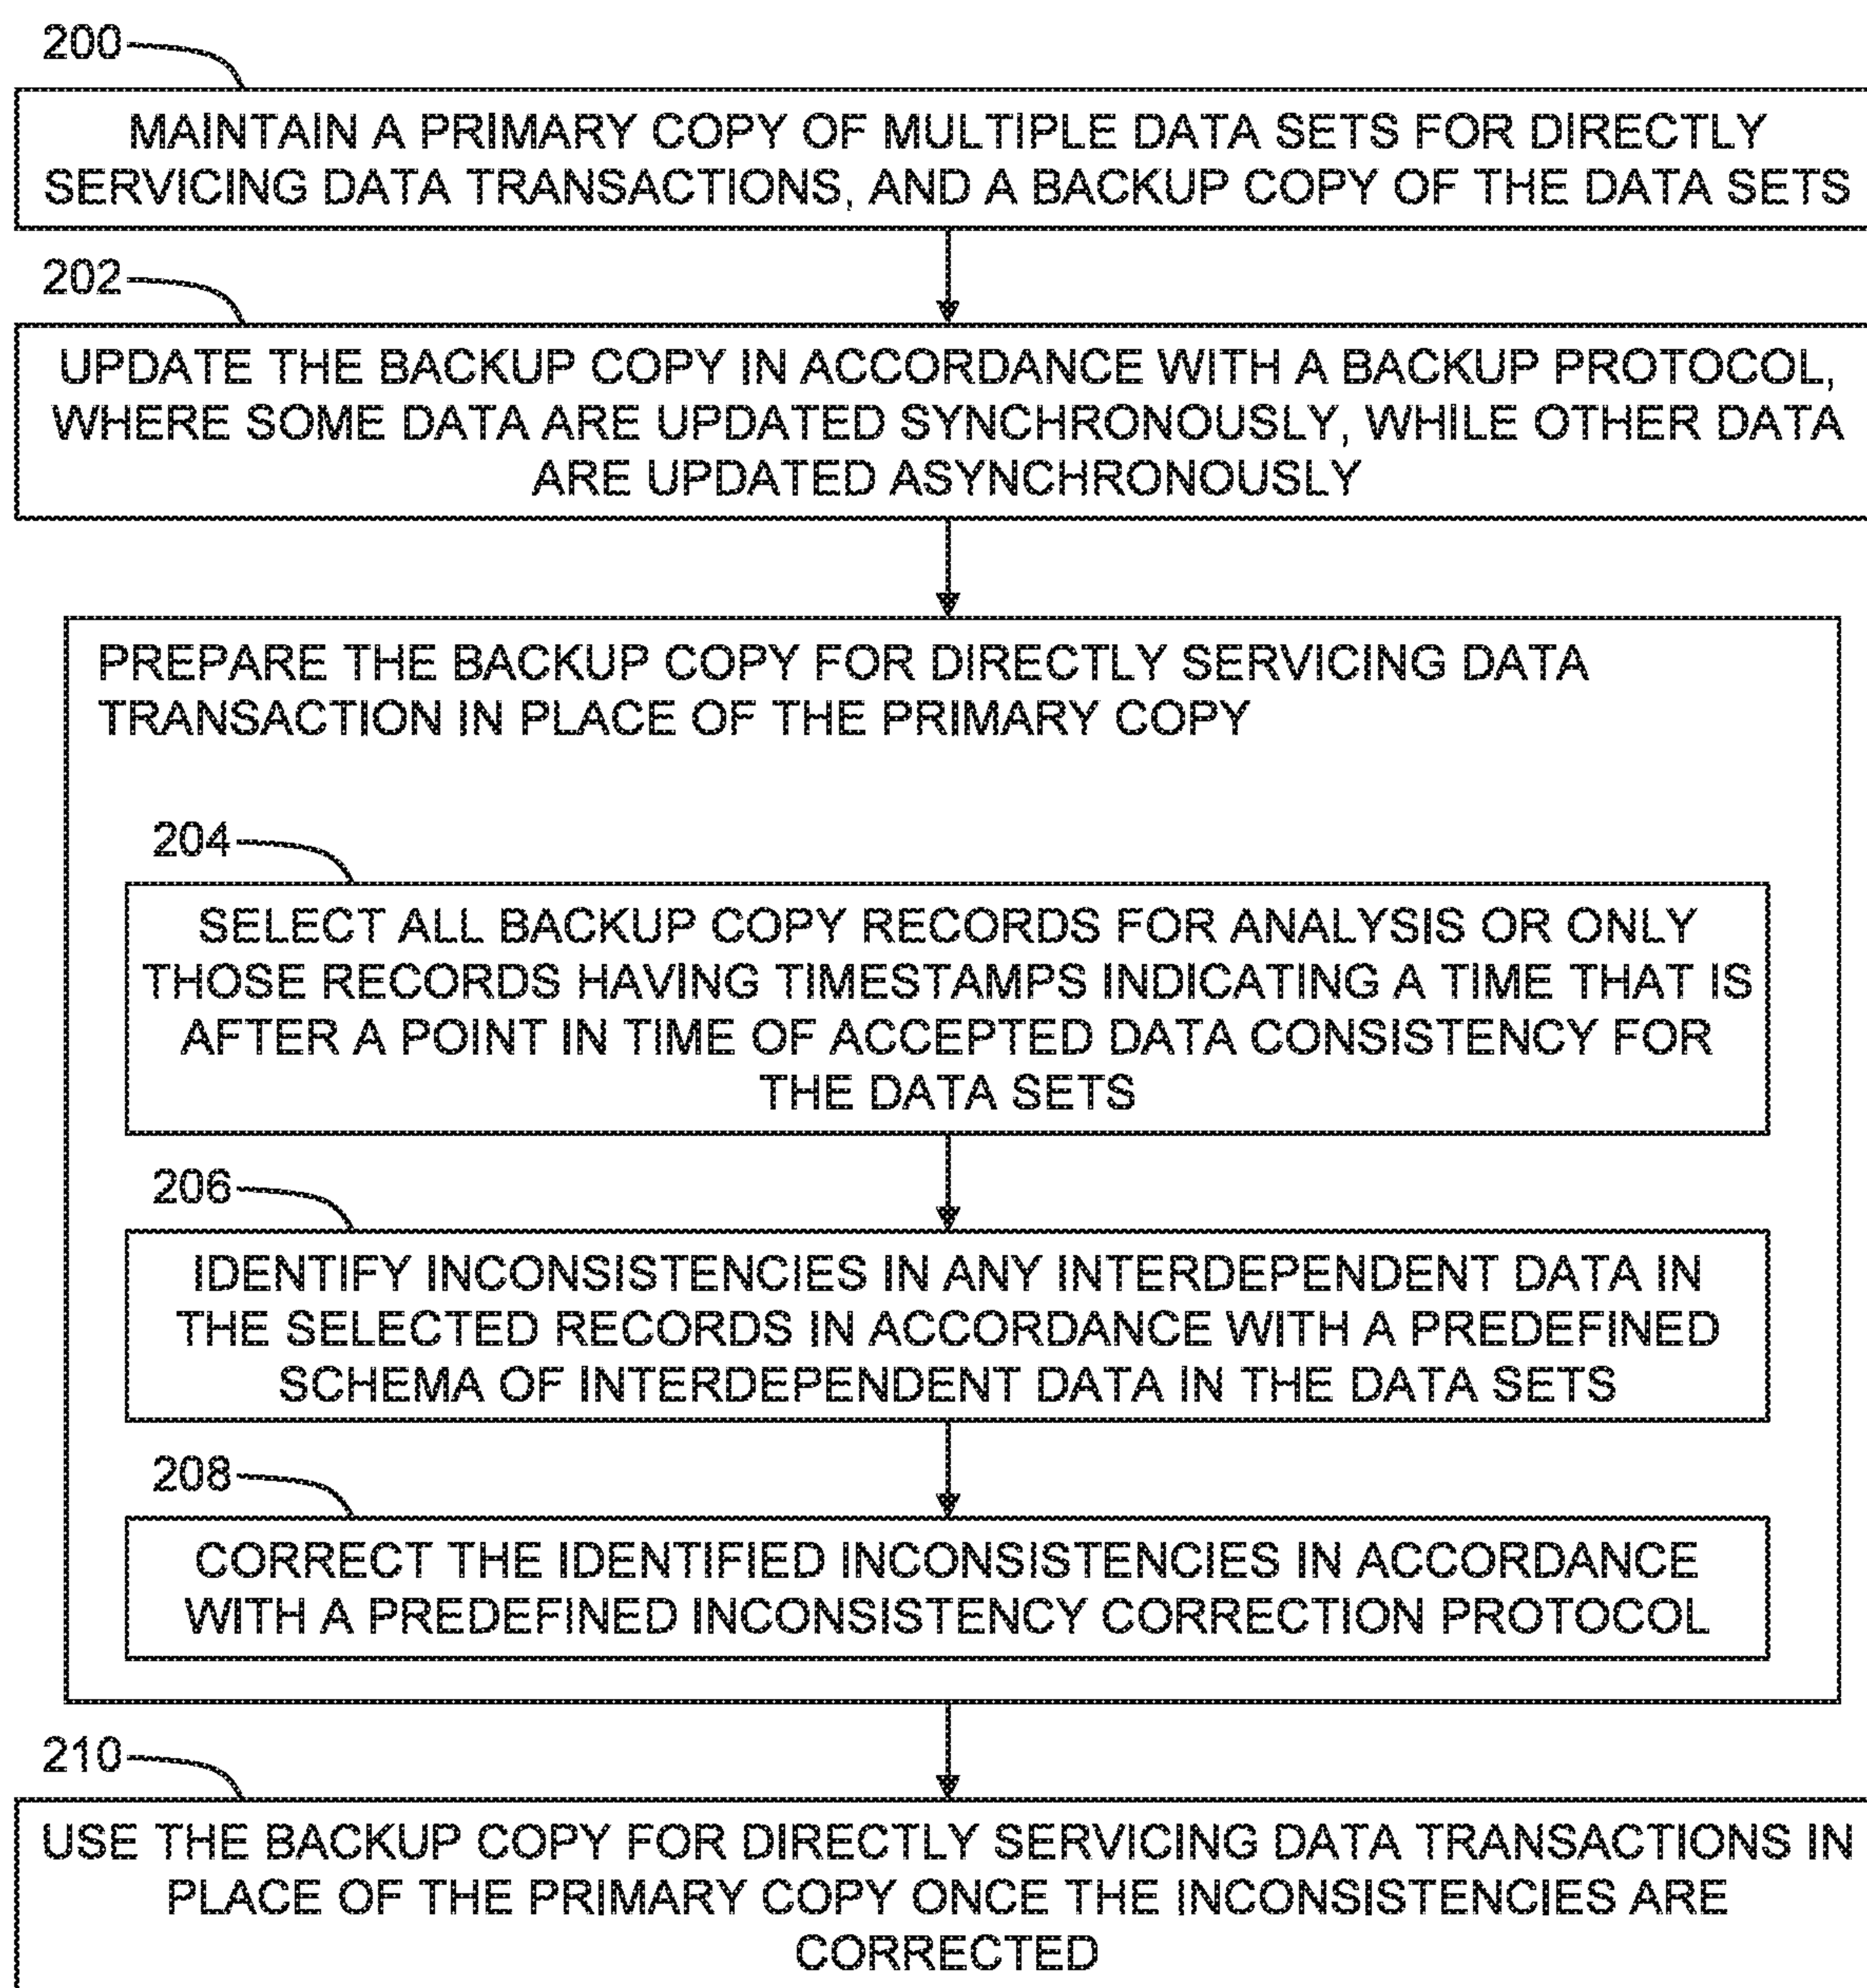 200
MAINTAIN A PRIMARY COPY OF MULTIPLE DATA SETS FOR DIRECTLY
SERVICING DATA TRANSACTIONS, AND A BACKUP COPY OF THE DATA SETS
202
UPDATE THE BACKUP COPY IN ACCORDANCE WITH A BACKUP PROTOCOL,
WHERE SOME DATA ARE UPDATED SYNCHRONOUSLY, WHILE OTHER DATA
ARE UPDATED ASYNCHRONOUSLY
PREPARE THE BACKUP COPY FOR DIRECTLY SERVICING DATA
TRANSACTION IN PLACE OF THE PRIMARY COPY
204
SELECT ALL BACKUP COPY RECORDS FOR ANALYSIS OR ONLY
THOSE RECORDS HAVING TIMESTAMPS INDICATING A TIME THAT IS
AFTER A POINT IN TIME OF ACCEPTED DATA CONSISTENCY FOR
THE DATA SETS
206
IDENTIFY INCONSISTENCIES IN ANY INTERDEPENDENT DATA IN
THE SELECTED RECORDS IN ACCORDANCE WITH A PREDEFINED
SCHEMA OF INTERDEPENDENT DATA IN THE DATA SETS
208
CORRECT THE IDENTIFIED INCONSISTENCIES IN ACCORDANCE
WITH A PREDEFINED INCONSISTENCY CORRECTION PROTOCOL
210
USE THE BACKUP COPY FOR DIRECTLY SERVICING DATA TRANSACTIONS IN
PLACE OF THE PRIMARY COPY ONCE THE INCONSISTENCIES ARE
CORRECTED